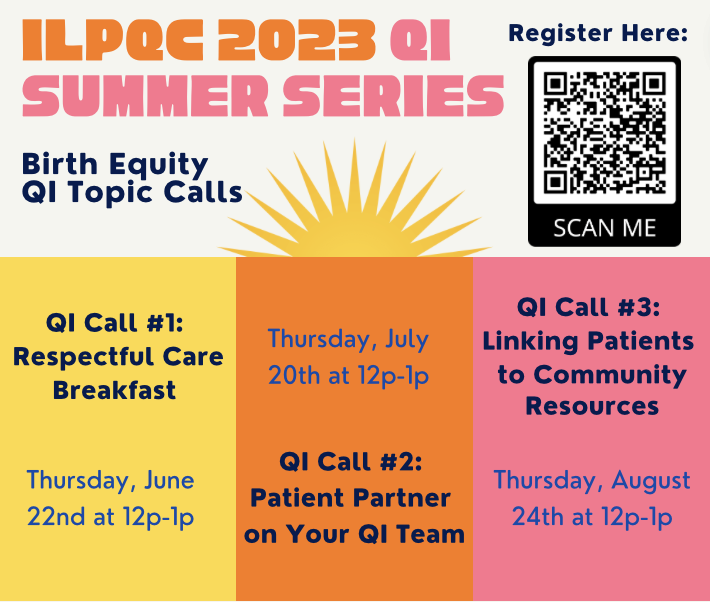 ILPQC 2023 QI
SUMMER SERIES
Register Here:
SCAN ME
Birth Equity
QI Topic Calls
QI Call #1:
Respectful Care
Breakfast
Thursday, June
22nd at 12p-1p
Thursday, July
20th at 12p-1p
QI Call #2:
Patient Partner
on Your QI Team
QI Call #3:
Linking Patients
to Community
Resources
Thursday, August
24th at 12p-1p